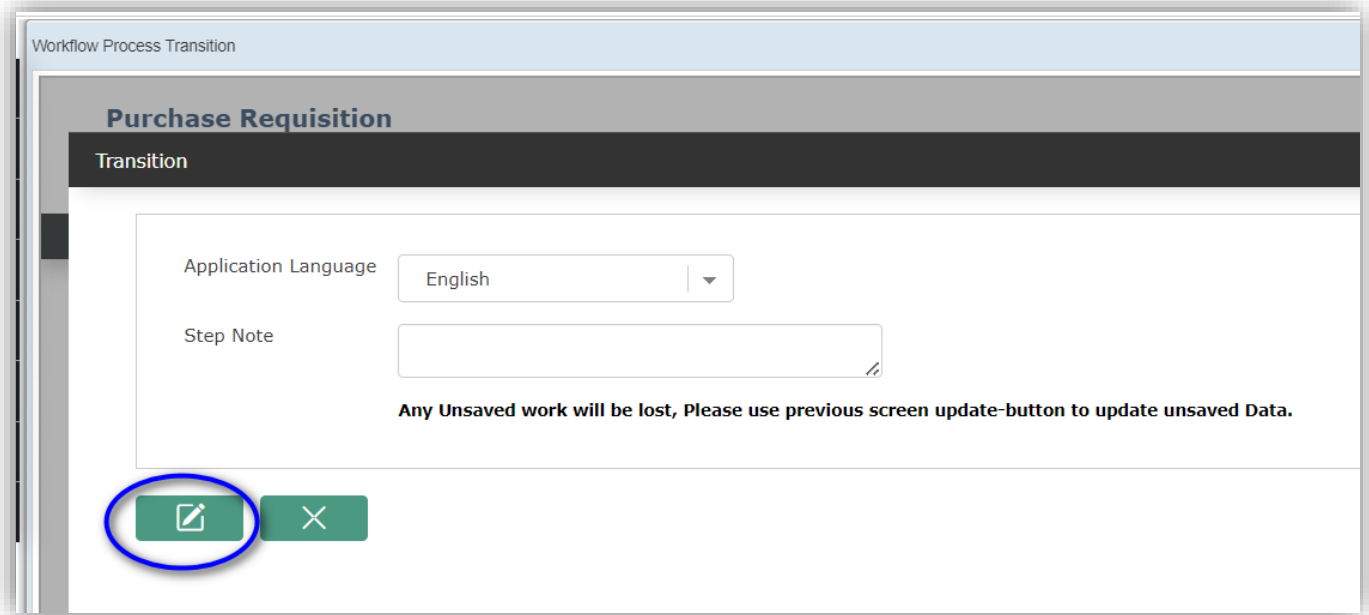 Workflow Process Transition
Purchase Requisition
Transition
Application Language English
Step Note
Any Unsaved work will be lost, Please use previous screen update-button to update unsaved Data.